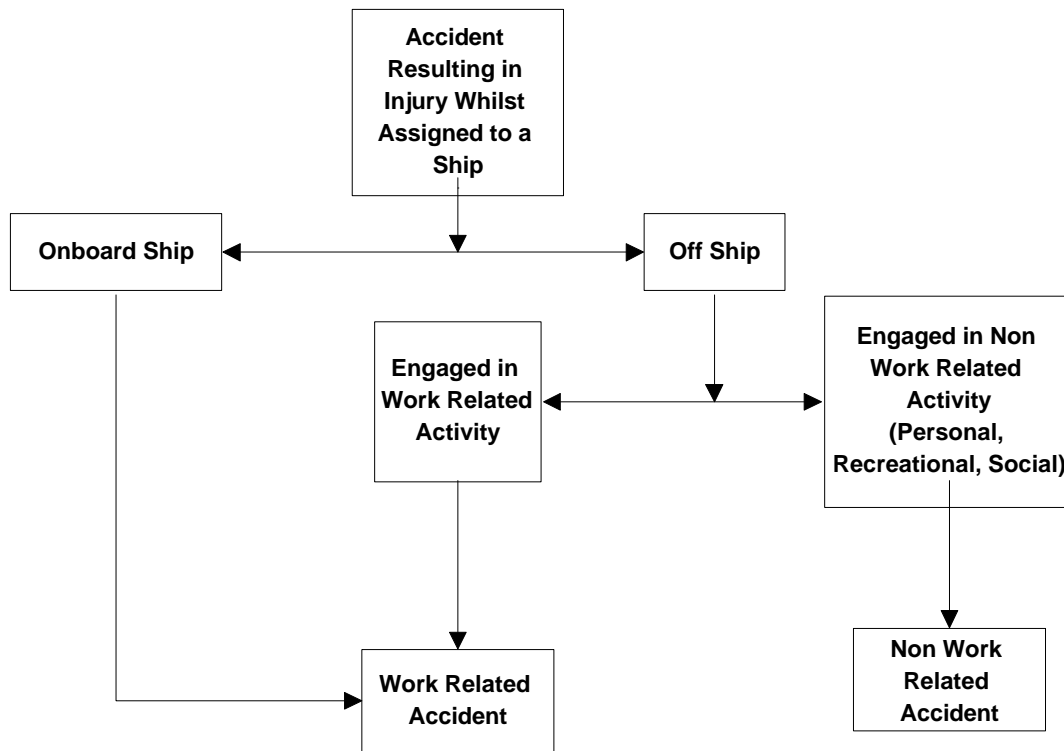 Accident
Resulting in
Injury Whilst
Assigned to a
Ship
Onboard Ship
Off Ship
Engaged in
Work Related
Activity
Engaged in Non
Work Related
Activity
(Personal,
Recreational, Social)
Work Related
Accident
Non Work
Related
Accident